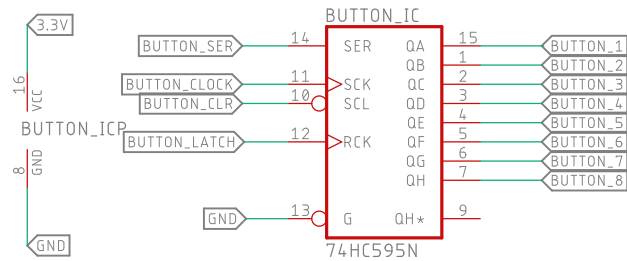 BUTTON_IC
3.3V
16
VCC
BUTTON_ICP
8
GND
GND
BUTTON_SER 14 SER QA 15 BUTTON_1
QB 1 BUTTON_2
BUTTON_CLOCK 11 SCK QC 2 BUTTON_3
BUTTON_CLR 10 SCL QD 3 BUTTON_4
QE 4 BUTTON_5
BUTTON_LATCH 12 RCK QF 5 BUTTON_6
QG 6 BUTTON_7
QH 7 BUTTON_8
GND 13 G QH* 9
74HC595N